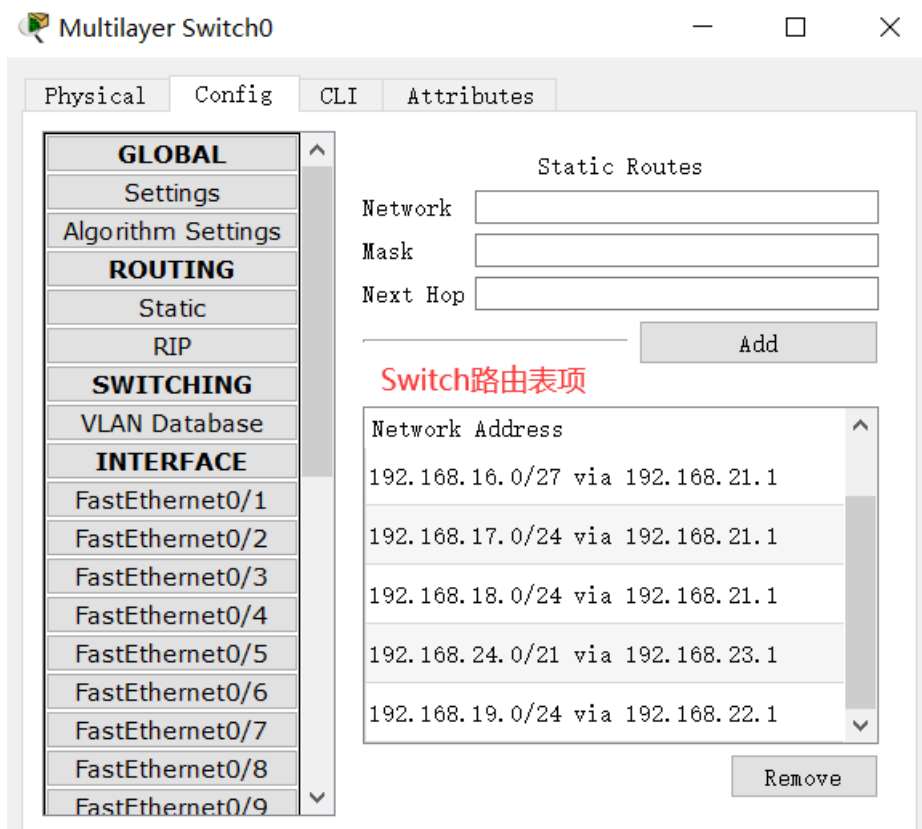 Multilayer Switch0
Physical Config CLI Attributes
GLOBAL
Settings
Algorithm Settings
ROUTING
Static
RIP
SWITCHING
VLAN Database
INTERFACE
FastEthernet0/1
FastEthernet0/2
FastEthernet0/3
FastEthernet0/4
FastEthernet0/5
FastEthernet0/6
FastEthernet0/7
FastEthernet0/8
FastEthernet0/9
Static Routes
Network
Mask
Next Hop
Add
Switch路由表项
Network Address
192.168.16.0/27 via 192.168.21.1
192.168.17.0/24 via 192.168.21.1
192.168.18.0/24 via 192.168.21.1
192.168.24.0/21 via 192.168.23.1
192.168.19.0/24 via 192.168.22.1
Remove